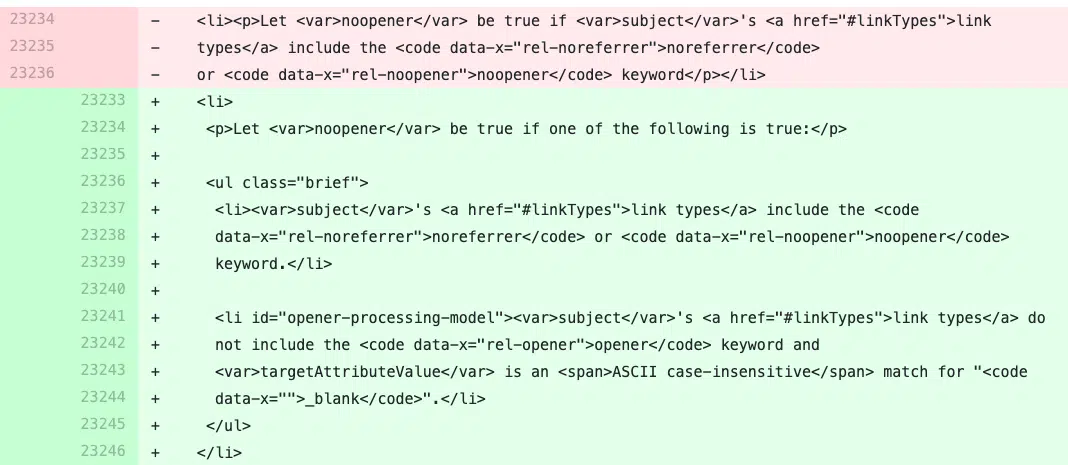 23234 - <li><p>Let <var>noopener</var> be true if <var>subject</var>'s <a href="#linkTypes">link
23235 - types</a> include the <code data-x="rel-noreferrer">noreferrer</code>
23236 - or <code data-x="rel-noopener">noopener</code> keyword</p></li>
23233 + <li>
23234 + <p>Let <var>noopener</var> be true if one of the following is true:</p>
23235 +
23236 + <ul class="brief">
23237 + <li><var>subject</var>'s <a href="#linkTypes">link types</a> include the <code
23238 + data-x="rel-noreferrer">noreferrer</code> or <code data-x="rel-noopener">noopener</code>
23239 + keyword.</li>
23240 +
23241 + <li id="opener-processing-model"><var>subject</var>'s <a href="#linkTypes">link types</a> do
23242 + not include the <code data-x="rel-opener">opener</code> keyword and
23243 + <var>targetAttributeValue</var> is an <span>ASCII case-insensitive</span> match for "<code
23244 + data-x="">_blank</code>".</li>
23245 + </ul>
23246 + </li>